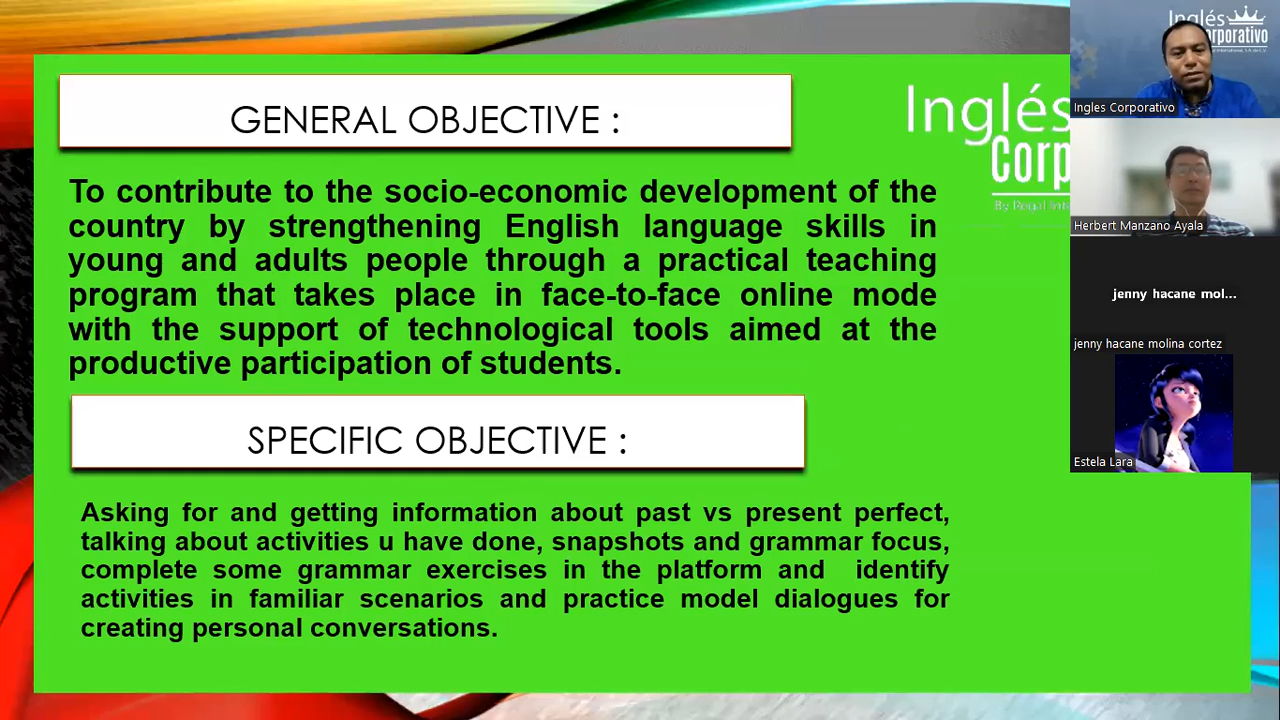 GENERAL OBJECTIVE :
To contribute to the socio-economic development of the
country by strengthening English language skills in
young and adults people through a practical teaching
program that takes place in face-to-face online mode
with the support of technological tools aimed at the
productive participation of students.
SPECIFIC OBJECTIVE :
Asking for and getting information about past vs present perfect,
talking about activities u have done, snapshots and grammar focus,
complete some grammar exercises in the platform and identify
activities in familiar scenarios and practice model dialogues for
creating personal conversations.
Inglés
Corp
By Regal Int
Inglés
orporativo
Ingles Corporativo
Herbert Manzano Ayala
jenny hacane mol...
jenny hacane molina cortez
Estela Lara